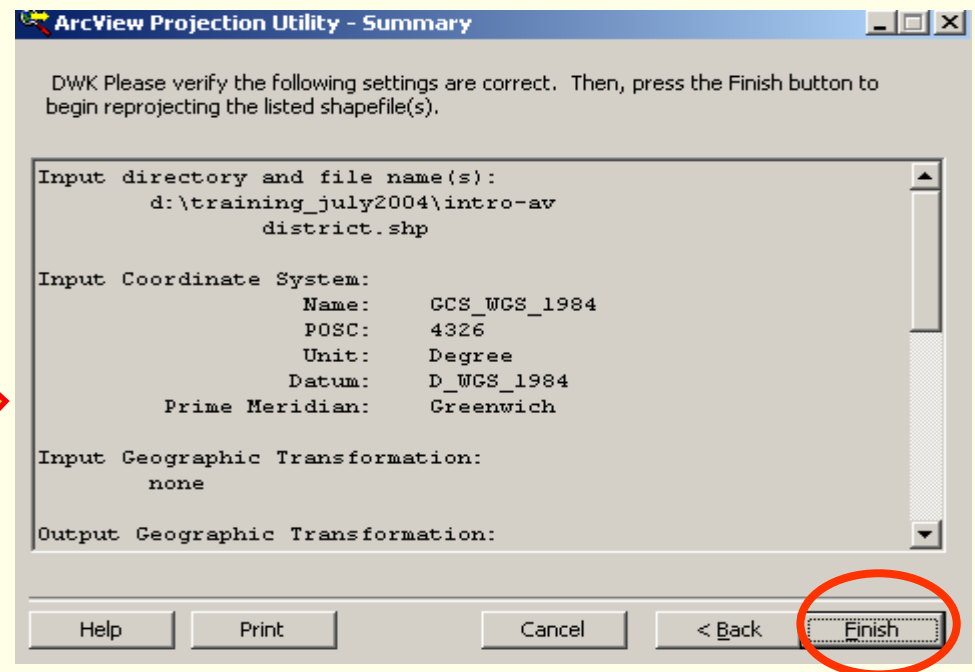 ArcView Projection Utility - Summary
DWK Please verify the following settings are correct. Then, press the Finish button to
begin reprojecting the listed shapefile(s).
Input directory and file name(s):
d:\training_july2004\intro-av
district.shp
Input Coordinate System:
Name: GCS_WGS_1984
POSC: 4326
Unit: Degree
Datum: D_WGS_1984
Prime Meridian: Greenwich
Input Geographic Transformation:
none
Output Geographic Transformation:
Help Print Cancel < Back Finish